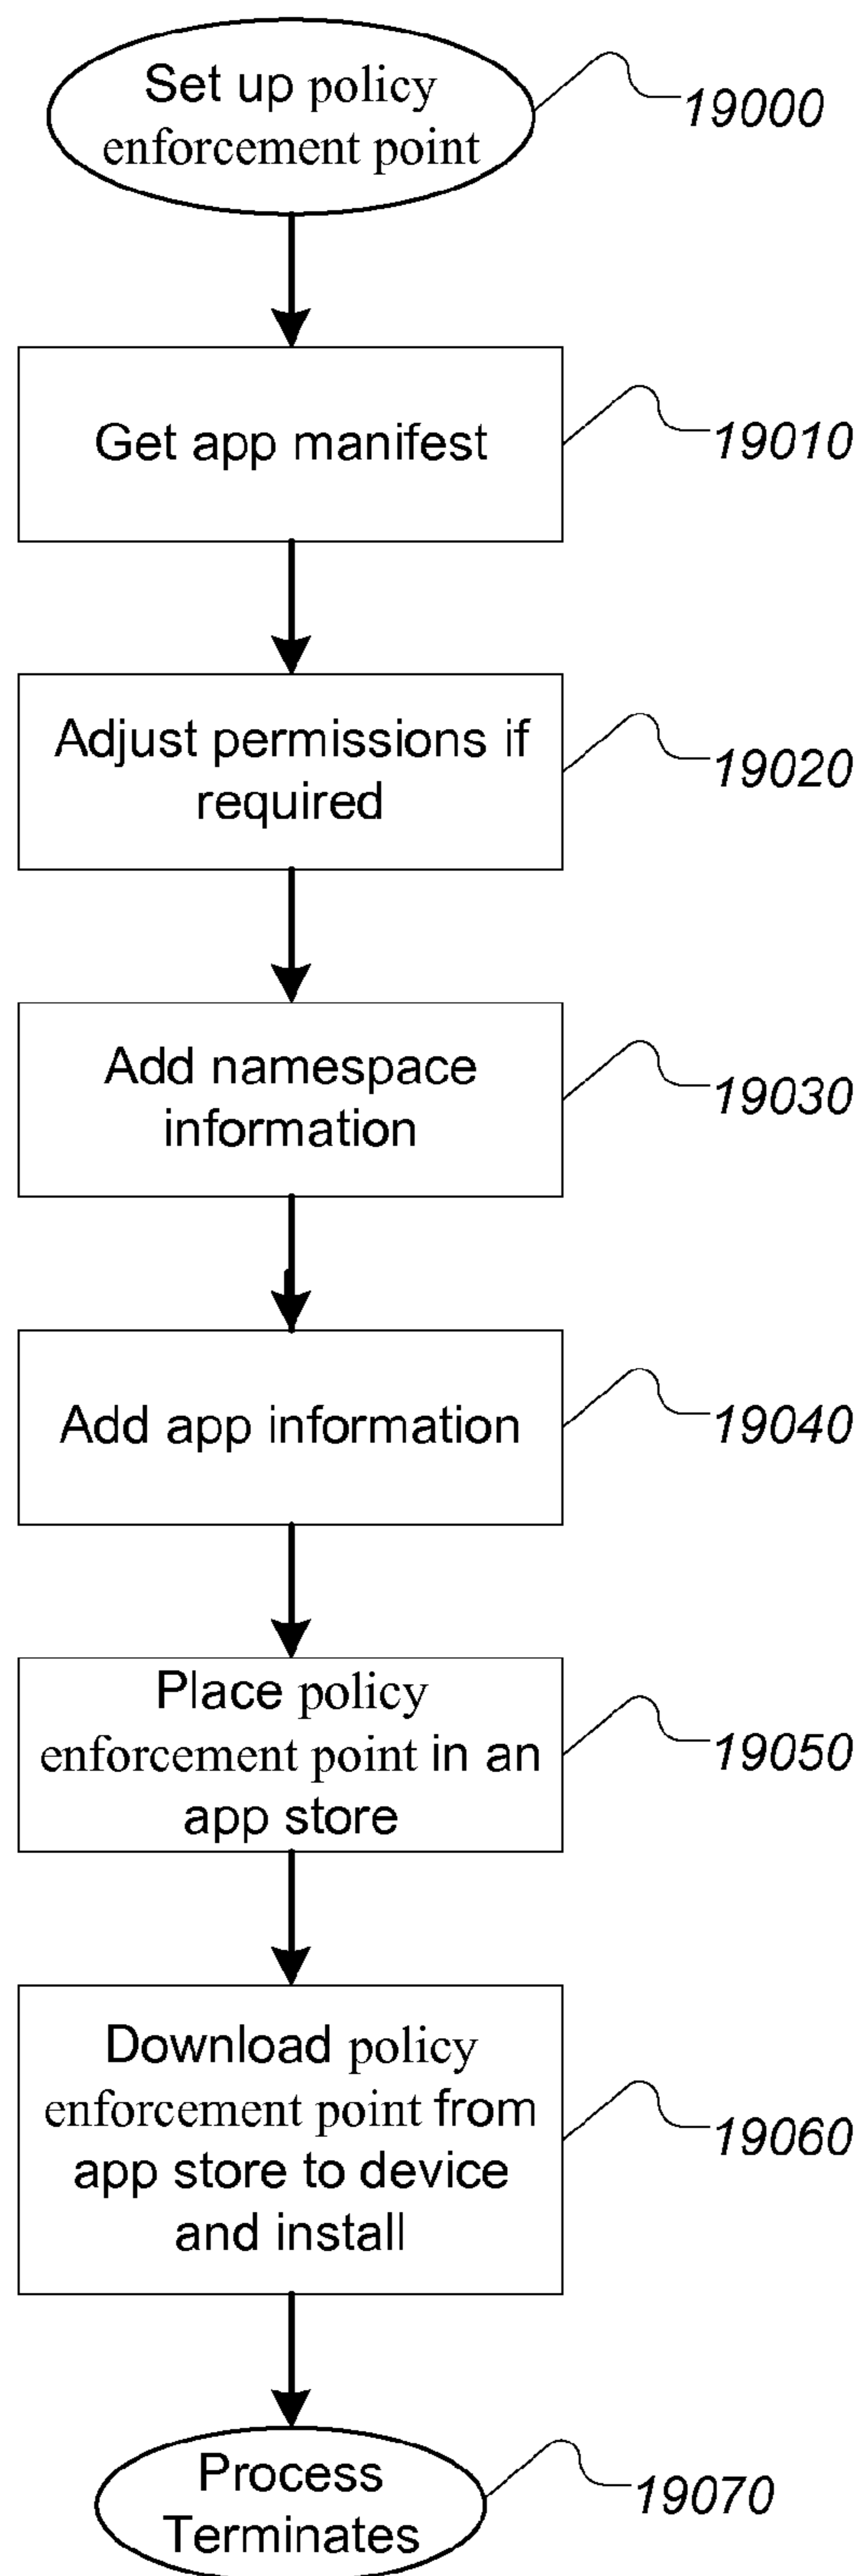 Set up policy
enforcement point
19000
Get app manifest
19010
Adjust permissions if
required
19020
Add namespace
information
19030
Add app information
19040
Place policy
enforcement point in an
app store
19050
Download policy
enforcement point from
app store to device
and install
19060
Process
Terminates
19070